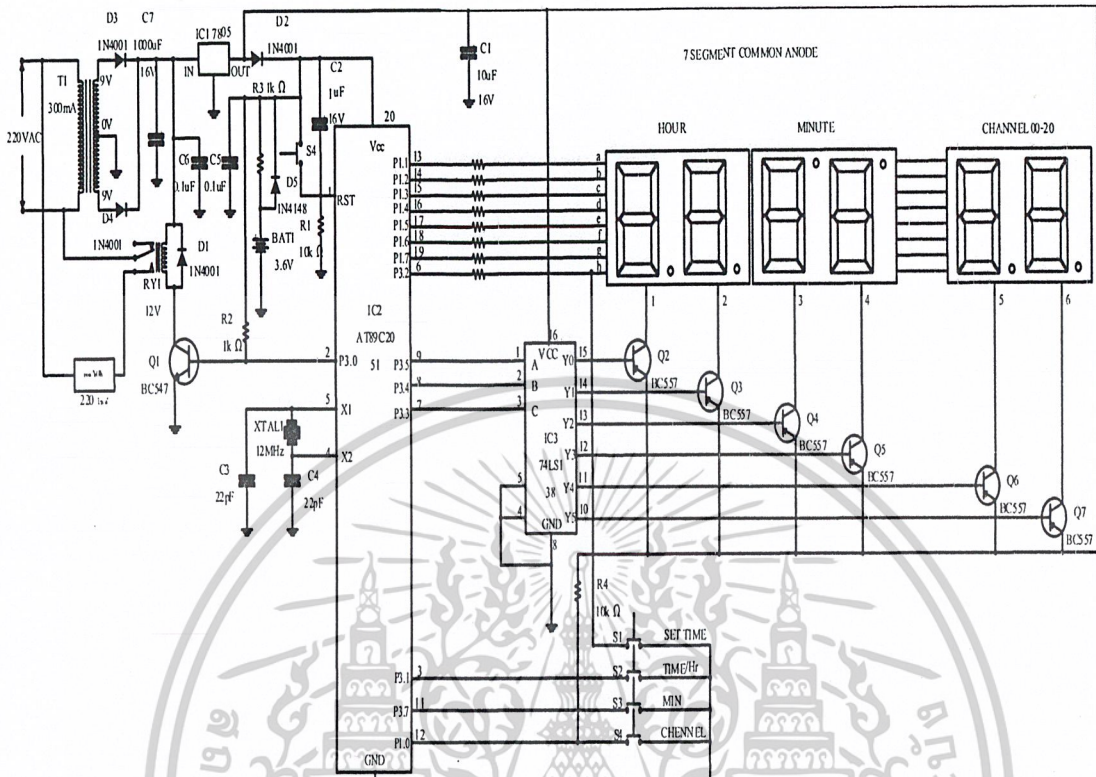 D3 C7
1N4001 1000uF
16V
IC1 7805
IN OUT
D2
1N4001
C1
10uF
16V
7 SEGMENT COMMON ANODE
T1
300mA
9V
0V
9V
220VAC
D4
1N4001
C6
0.1uF
C5
0.1uF
R3 1k Ω
C2
1uF
16V
S4
D5
1N4148
BAT1
3.6V
R1
10k Ω
D1
1N4001
RY1
12V
R2
1k Ω
Q1
BC547
20
Vcc
1 RST
IC2
AT89C20
51
2 P3.0
5 X1
4 X2
XTAL1
12MHz
C3
22pF
C4
22pF
P1.1 13 a
P1.2 14 b
P1.3 15 c
P1.4 16 d
P1.5 17 e
P1.6 18 f
P1.7 19 g
P3.2 6 h
HOUR
MINUTE
CHANNEL 00-20
1 2 3 4 5 6
P3.5 9 1 A
P3.4 8 2 B
P3.3 7 3 C
16
VCC
IC3
74LS1
38
5
4
GND
8
Y0 15
Y1 14
Y2 13
Y3 12
Y4 11
Y5 10
Q2
BC557
Q3
BC557
Q4
BC557
Q5
BC557
Q6
BC557
Q7
BC557
R4
10k Ω
S1 SET TIME
P3.1 3 S2 TIME/Hr
P3.7 11 S3 MIN
P1.0 12 S4 CHENNEL
GND